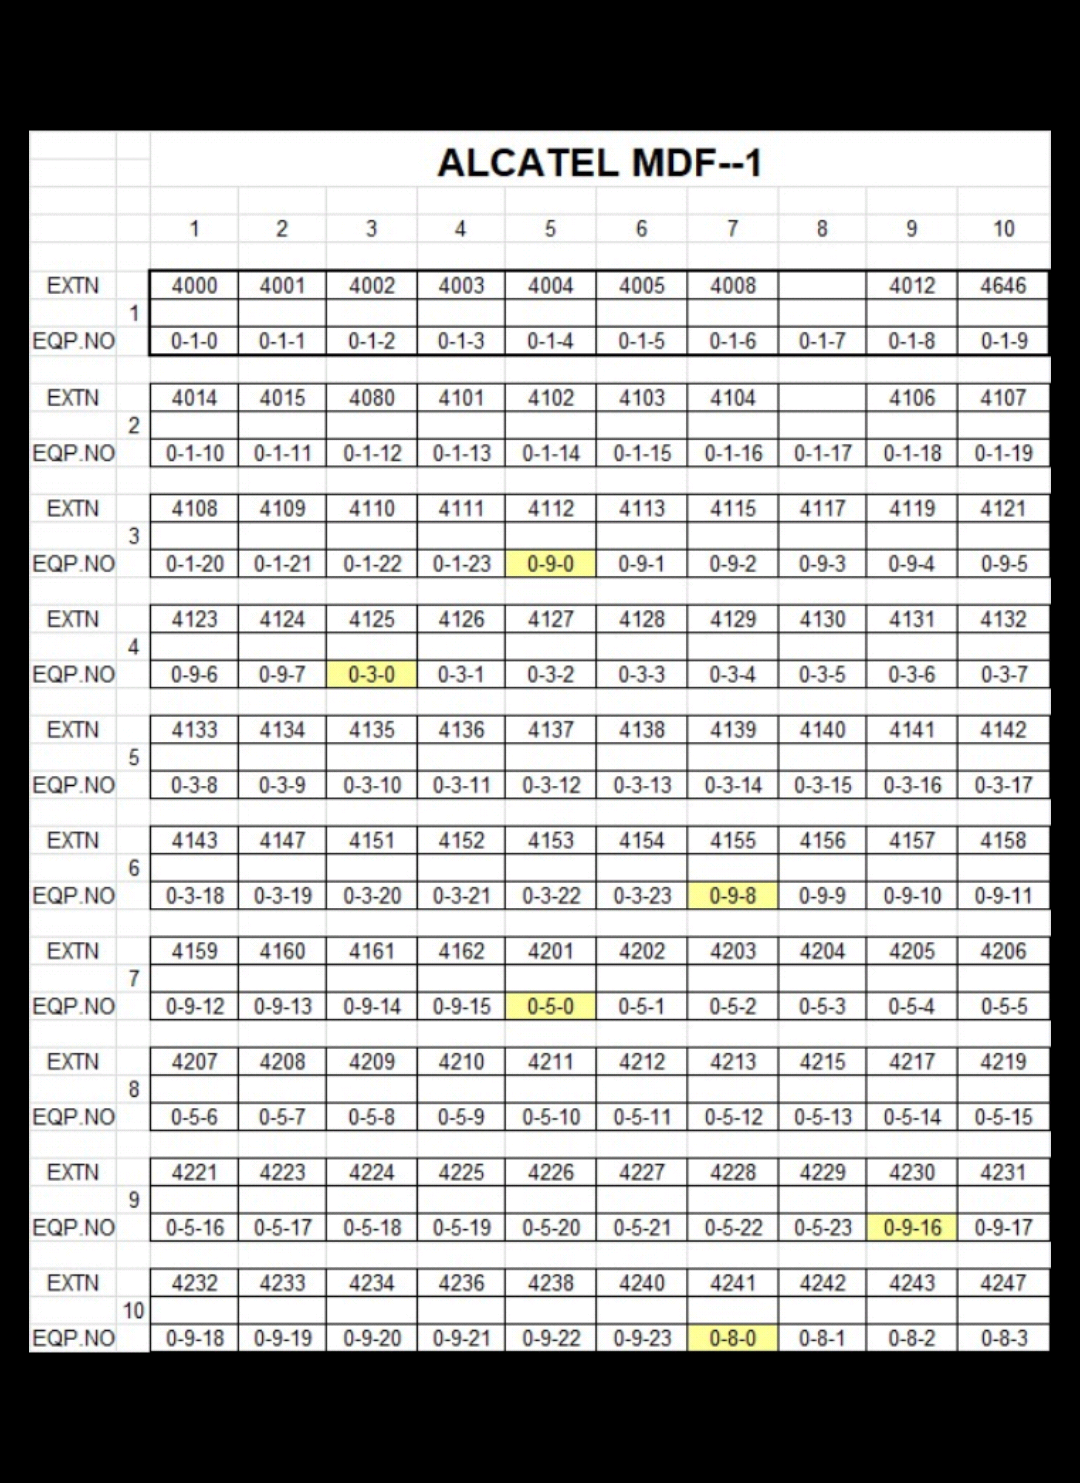 ALCATEL MDF--1
1 2 3 4 5 6 7 8 9 10
EXTN 4000 4001 4002 4003 4004 4005 4008 4012 4646
1
EQP.NO 0-1-0 0-1-1 0-1-2 0-1-3 0-1-4 0-1-5 0-1-6 0-1-7 0-1-8 0-1-9
EXTN 4014 4015 4080 4101 4102 4103 4104 4106 4107
2
EQP.NO 0-1-10 0-1-11 0-1-12 0-1-13 0-1-14 0-1-15 0-1-16 0-1-17 0-1-18 0-1-19
EXTN 4108 4109 4110 4111 4112 4113 4115 4117 4119 4121
3
EQP.NO 0-1-20 0-1-21 0-1-22 0-1-23 0-9-0 0-9-1 0-9-2 0-9-3 0-9-4 0-9-5
EXTN 4123 4124 4125 4126 4127 4128 4129 4130 4131 4132
4
EQP.NO 0-9-6 0-9-7 0-3-0 0-3-1 0-3-2 0-3-3 0-3-4 0-3-5 0-3-6 0-3-7
EXTN 4133 4134 4135 4136 4137 4138 4139 4140 4141 4142
5
EQP.NO 0-3-8 0-3-9 0-3-10 0-3-11 0-3-12 0-3-13 0-3-14 0-3-15 0-3-16 0-3-17
EXTN 4143 4147 4151 4152 4153 4154 4155 4156 4157 4158
6
EQP.NO 0-3-18 0-3-19 0-3-20 0-3-21 0-3-22 0-3-23 0-9-8 0-9-9 0-9-10 0-9-11
EXTN 4159 4160 4161 4162 4201 4202 4203 4204 4205 4206
7
EQP.NO 0-9-12 0-9-13 0-9-14 0-9-15 0-5-0 0-5-1 0-5-2 0-5-3 0-5-4 0-5-5
EXTN 4207 4208 4209 4210 4211 4212 4213 4215 4217 4219
8
EQP.NO 0-5-6 0-5-7 0-5-8 0-5-9 0-5-10 0-5-11 0-5-12 0-5-13 0-5-14 0-5-15
EXTN 4221 4223 4224 4225 4226 4227 4228 4229 4230 4231
9
EQP.NO 0-5-16 0-5-17 0-5-18 0-5-19 0-5-20 0-5-21 0-5-22 0-5-23 0-9-16 0-9-17
EXTN 4232 4233 4234 4236 4238 4240 4241 4242 4243 4247
10
EQP.NO 0-9-18 0-9-19 0-9-20 0-9-21 0-9-22 0-9-23 0-8-0 0-8-1 0-8-2 0-8-3